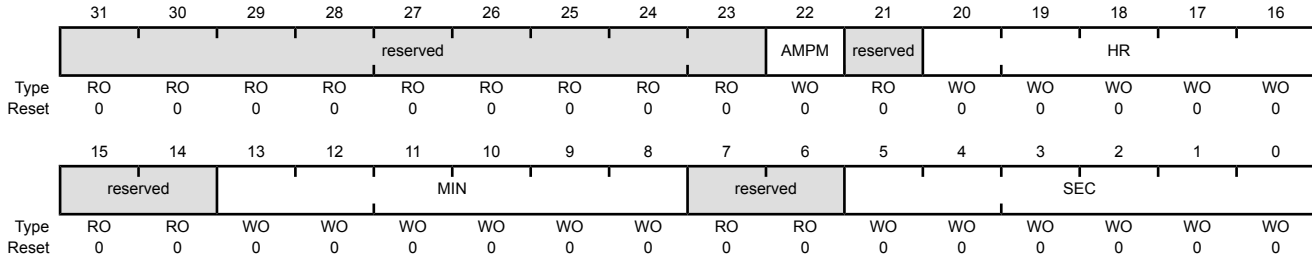 31 30 29 28 27 26 25 24 23 22 21 20 19 18 17 16
reserved AMPM reserved HR
Type RO RO RO RO RO RO RO RO RO WO RO WO WO WO WO WO
Reset 0 0 0 0 0 0 0 0 0 0 0 0 0 0 0 0
15 14 13 12 11 10 9 8 7 6 5 4 3 2 1 0
reserved MIN reserved SEC
Type RO RO WO WO WO WO WO WO RO RO WO WO WO WO WO WO
Reset 0 0 0 0 0 0 0 0 0 0 0 0 0 0 0 0